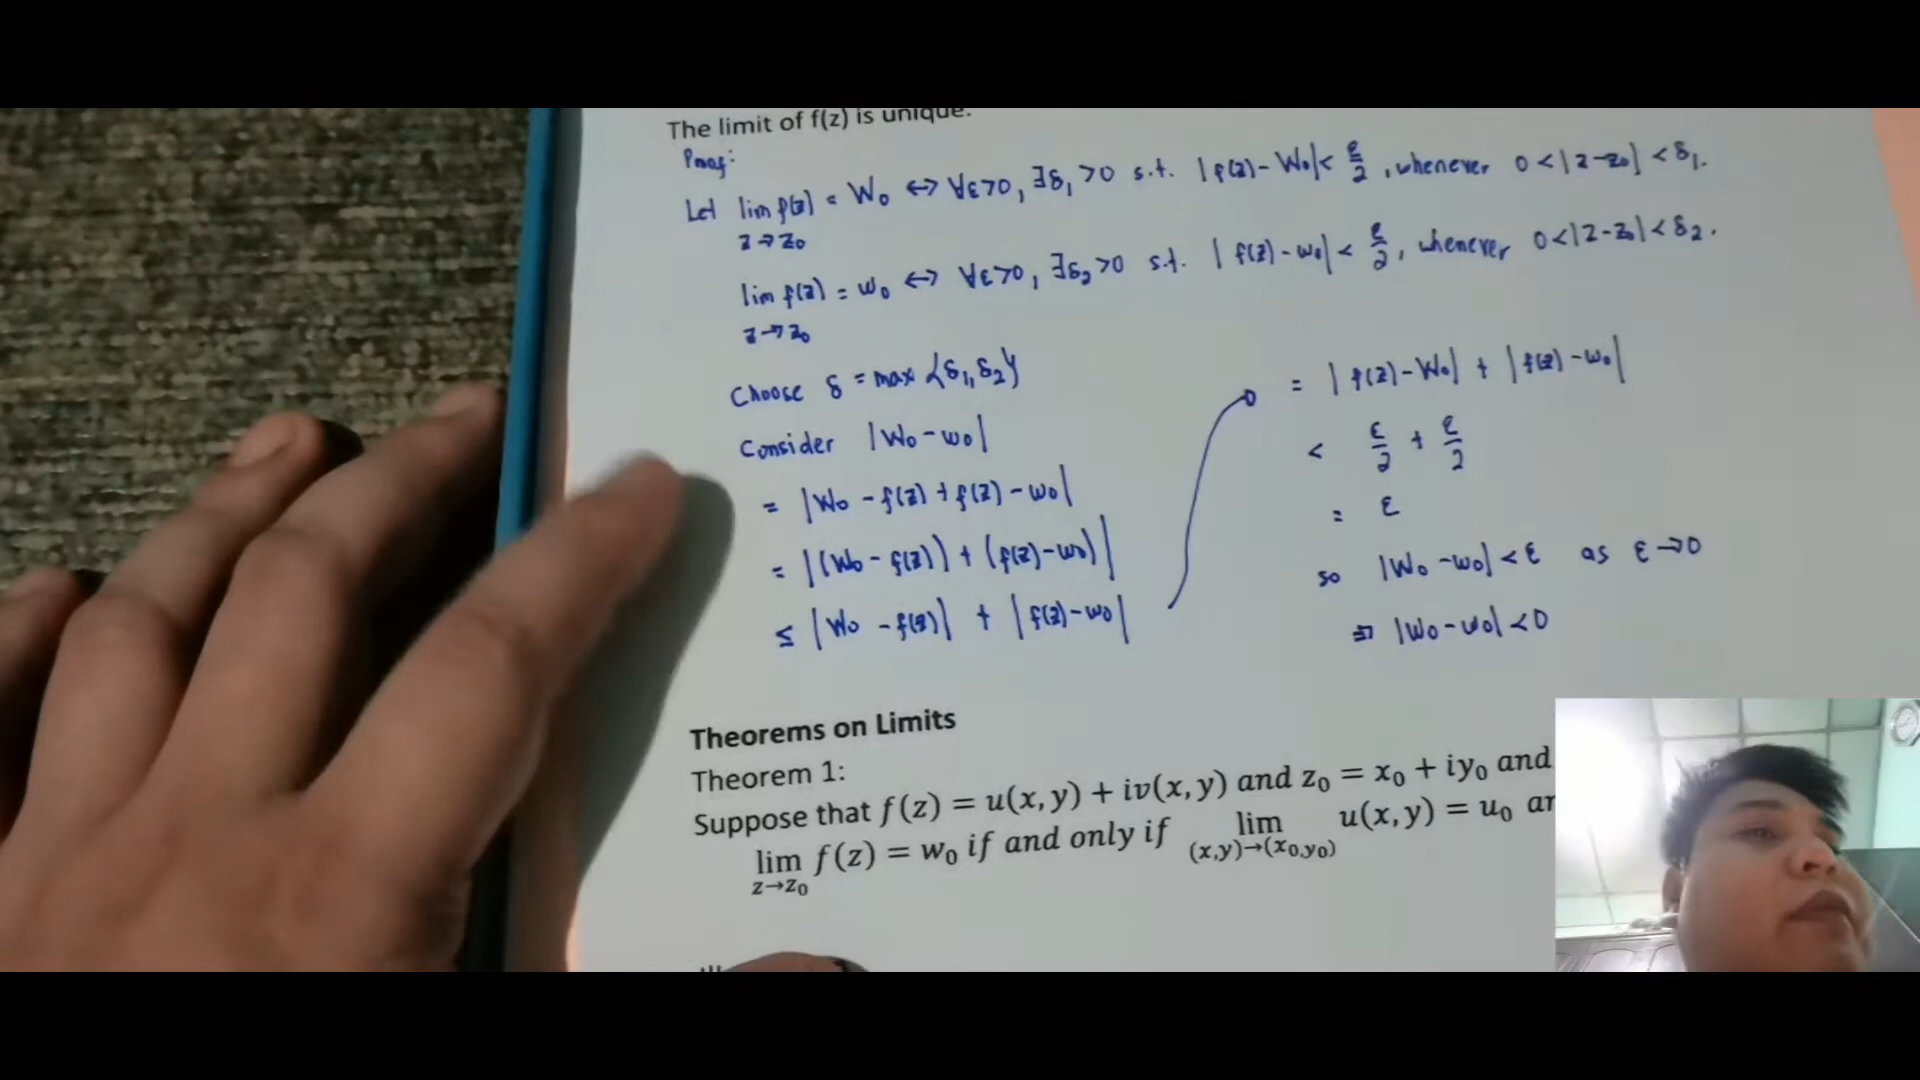 The limit of f(z) is unique.
Proof:
Let lim f(z) = W₀ ↔ ∀ε>0, ∃δ₁ >0 s.t. |f(z)-W₀|< ε/2 , whenever 0<|z-z₀|<δ₁.
z→z₀
lim f(z) = w₀ ↔ ∀ε>0, ∃δ₂>0 s.t. |f(z)-w₀|< ε/2 , whenever 0<|z-z₀|<δ₂.
z→z₀
Choose δ = max {δ₁,δ₂}
Consider |W₀-w₀|
= |W₀ - f(z) + f(z) - w₀|
= |(W₀ - f(z)) + (f(z)-w₀)|
≤ |W₀ - f(z)| + |f(z)-w₀|
= |f(z)-W₀| + |f(z)-w₀|
< ε/2 + ε/2
= ε
so |W₀ -w₀|<ε as ε→0
⇒ |W₀-w₀|<0
Theorems on Limits
Theorem 1:
Suppose that f(z) = u(x,y) + iv(x,y) and z₀ = x₀ + iy₀ and
lim f(z) = w₀ if and only if lim u(x,y) = u₀ ar
z→z₀ (x,y)→(x₀,y₀)